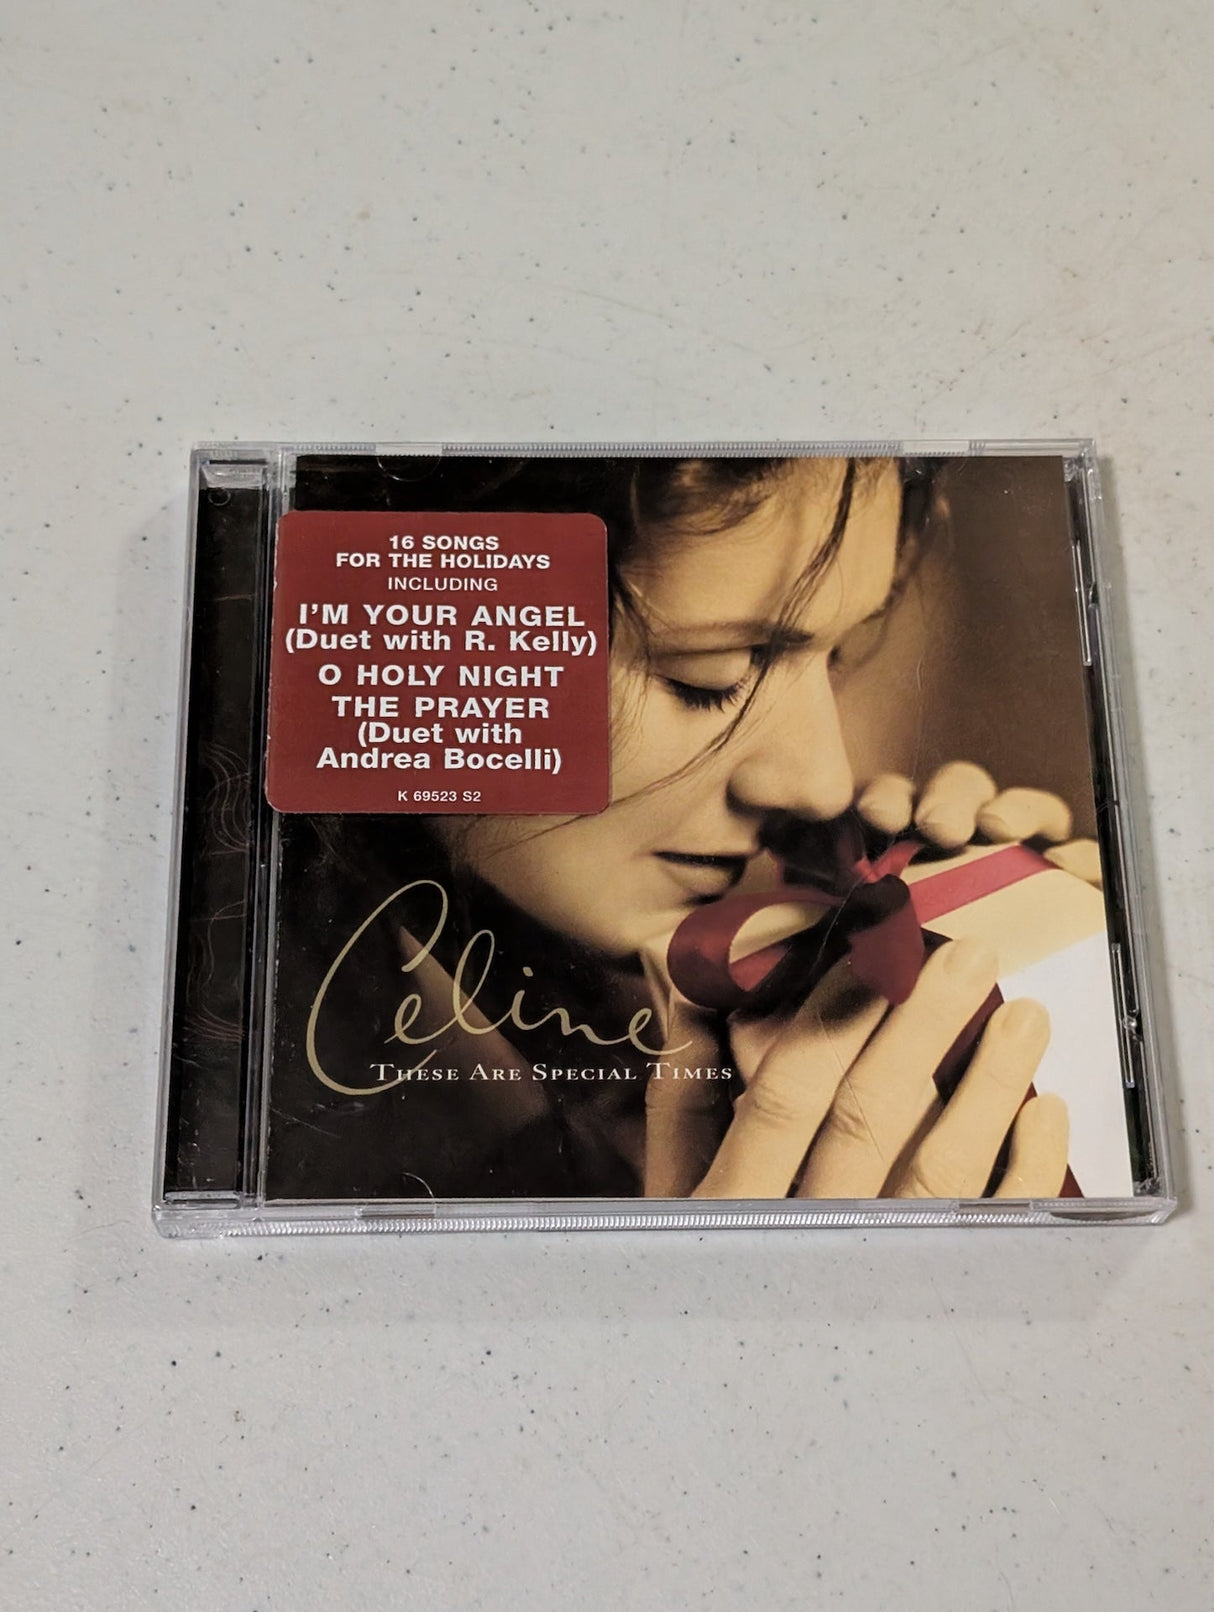 16 SONGS
FOR THE HOLIDAYS
INCLUDING
I'M YOUR ANGEL
(Duet with R. Kelly)
O HOLY NIGHT
THE PRAYER
(Duet with
Andrea Bocelli)
K 69523 S2
Celine
THESE ARE SPECIAL TIMES